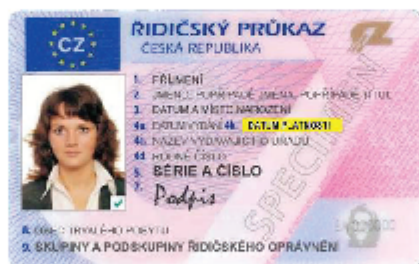 CZ
ŘIDIČSKÝ PRŮKAZ
ČESKÁ REPUBLIKA
1. PŘÍJMENÍ
2. JMÉNO, POPŘÍPADĚ JMÉNA, POPŘÍPADĚ TITUL
3. DATUM A MÍSTO NAROZENÍ
4a. DATUM VYDÁNÍ 4b. DATUM PLATNOSTI
4c. NÁZEV VYDÁVAJÍCÍHO ÚŘADU
4d. RODNÉ ČÍSLO
5. SÉRIE A ČÍSLO
7. Podpis
8. TRVALÉHO POBYTU
9. SKUPINY A PODSKUPINY ŘIDIČSKÉHO OPRÁVNĚNÍ
SPECIMEN